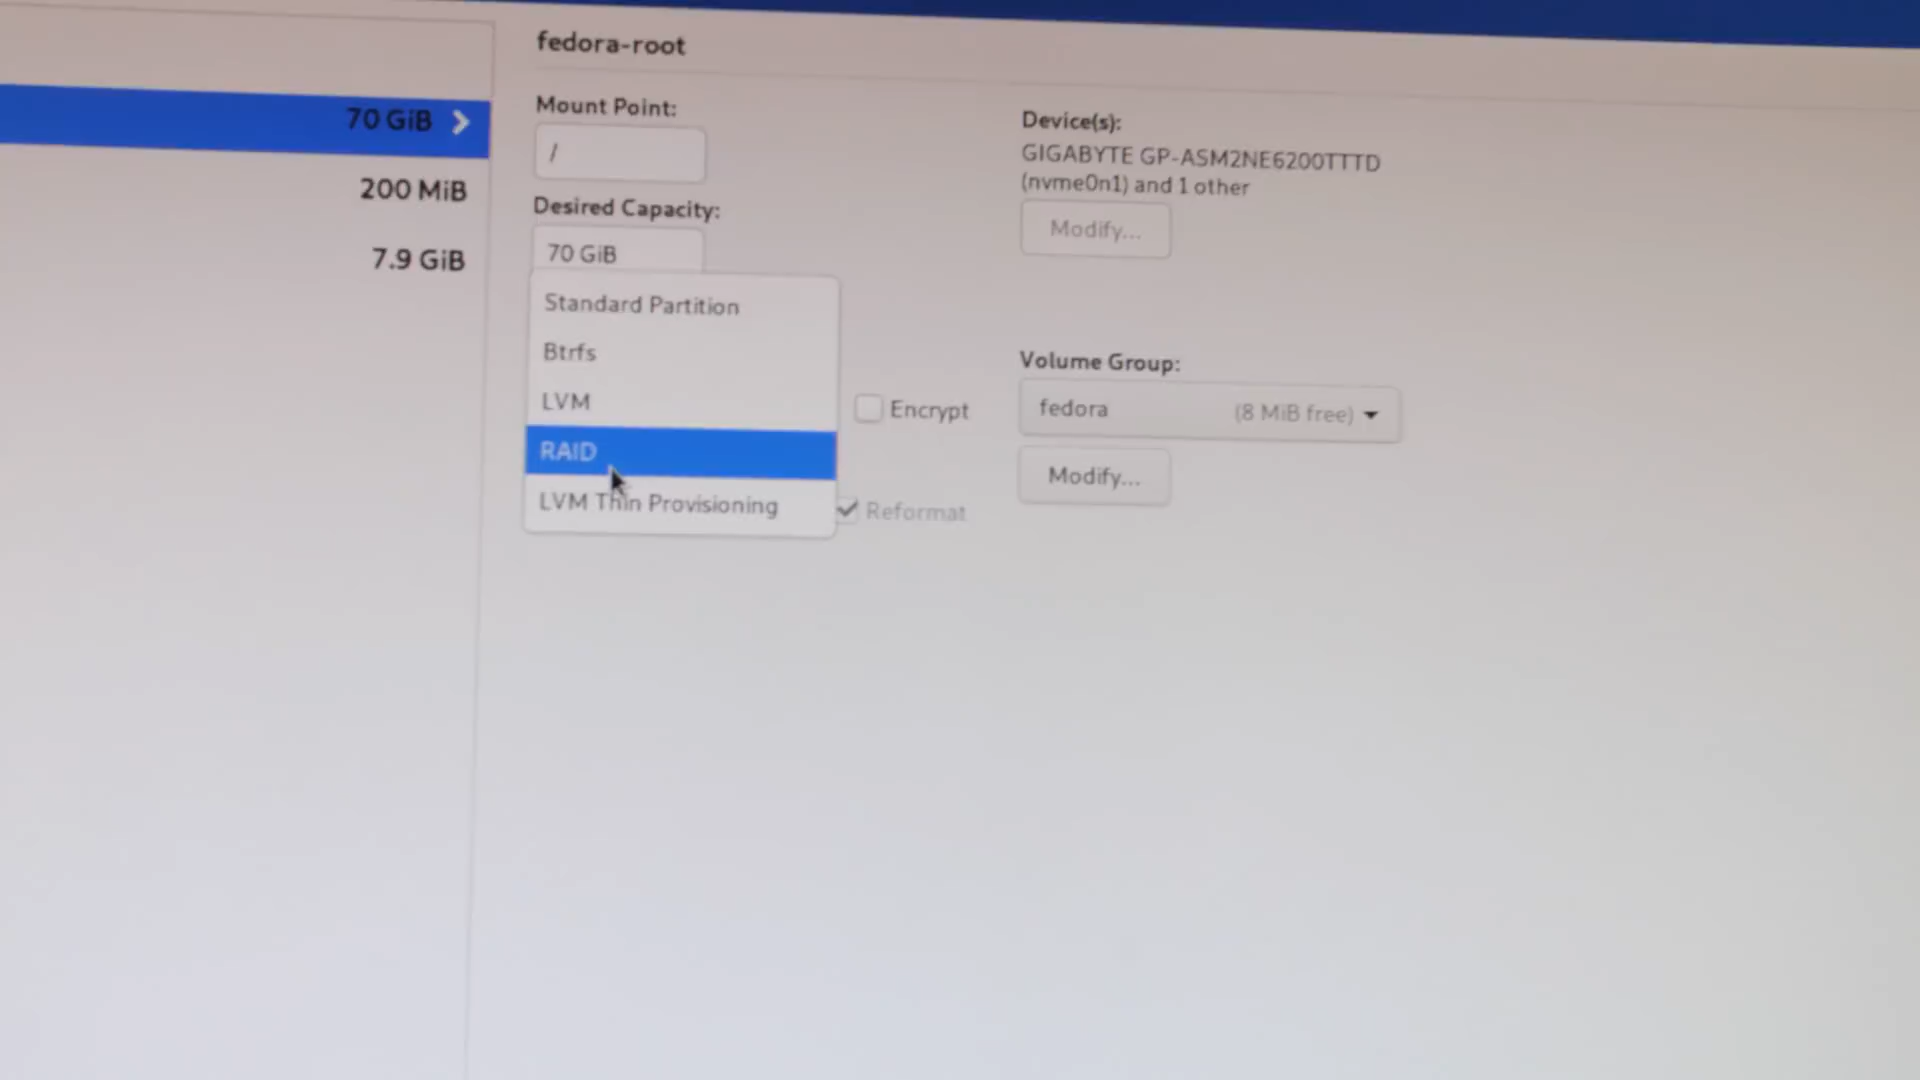 fedora-root
70 GiB
200 MiB
7.9 GiB
Mount Point:
/
Desired Capacity:
70 GiB
Standard Partition
Btrfs
LVM
RAID
LVM Thin Provisioning
Encrypt
Reformat
Device(s):
GIGABYTE GP-ASM2NE6200TTTD
(nvme0n1) and 1 other
Modify...
Volume Group:
fedora (8 MiB free)
Modify...